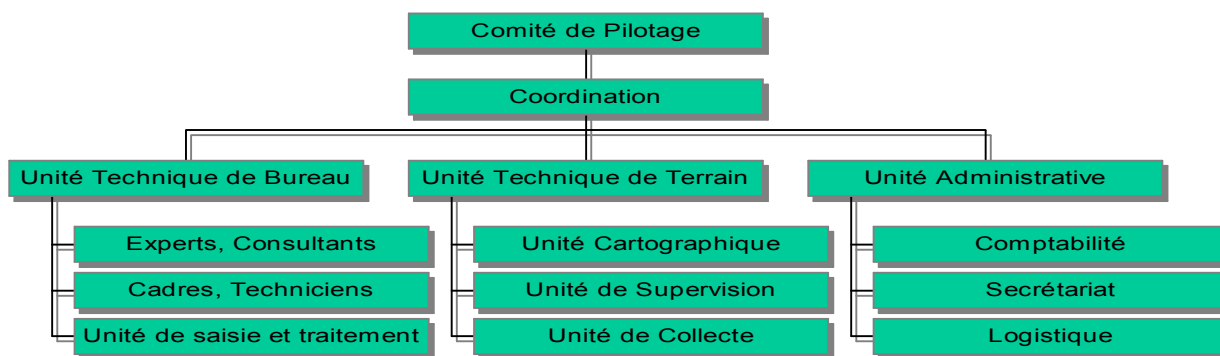 Comité de Pilotage
Coordination
Unité Technique de Bureau
Unité Technique de Terrain
Unité Administrative
Experts, Consultants
Unité Cartographique
Comptabilité
Cadres, Techniciens
Unité de Supervision
Secrétariat
Unité de saisie et traitement
Unité de Collecte
Logistique